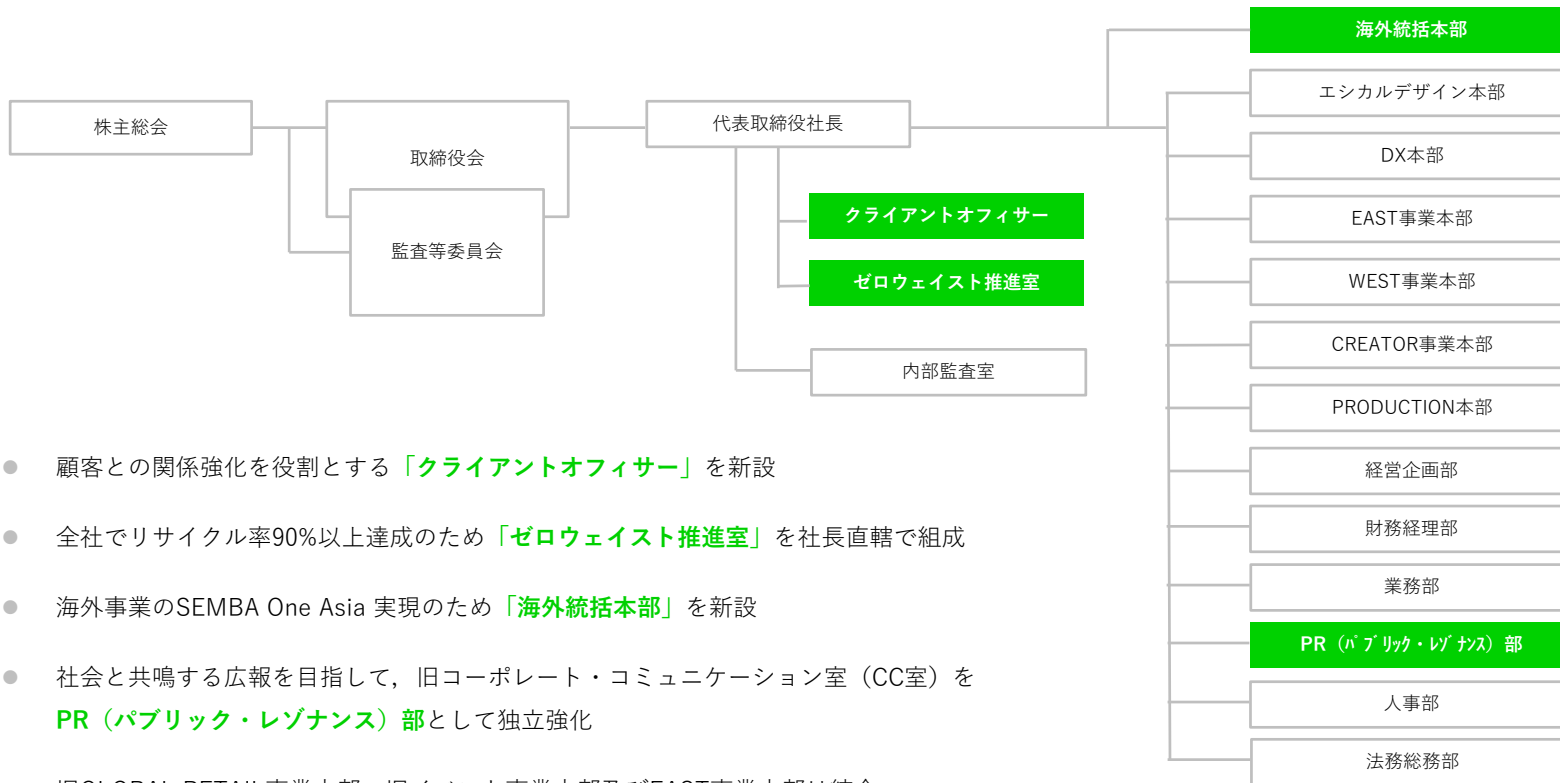 海外統括本部
エシカルデザイン本部
株主総会
代表取締役社長
取締役会
DX本部
クライアントオフィサー
EAST事業本部
監査等委員会
ゼロウェイスト推進室
WEST事業本部
CREATOR事業本部
内部監査室
PRODUCTION本部
経営企画部
財務経理部
業務部
PR（パブリック・レゾナンス）部
人事部
法務総務部
● 顧客との関係強化を役割とする「クライアントオフィサー」を新設
● 全社でリサイクル率90%以上達成のため「ゼロウェイスト推進室」を社長直轄で組成
● 海外事業のSEMBA One Asia 実現のため「海外統括本部」を新設
● 社会と共鳴する広報を目指して，旧コーポレート・コミュニケーション室（CC室）を
PR（パブリック・レゾナンス）部として独立強化